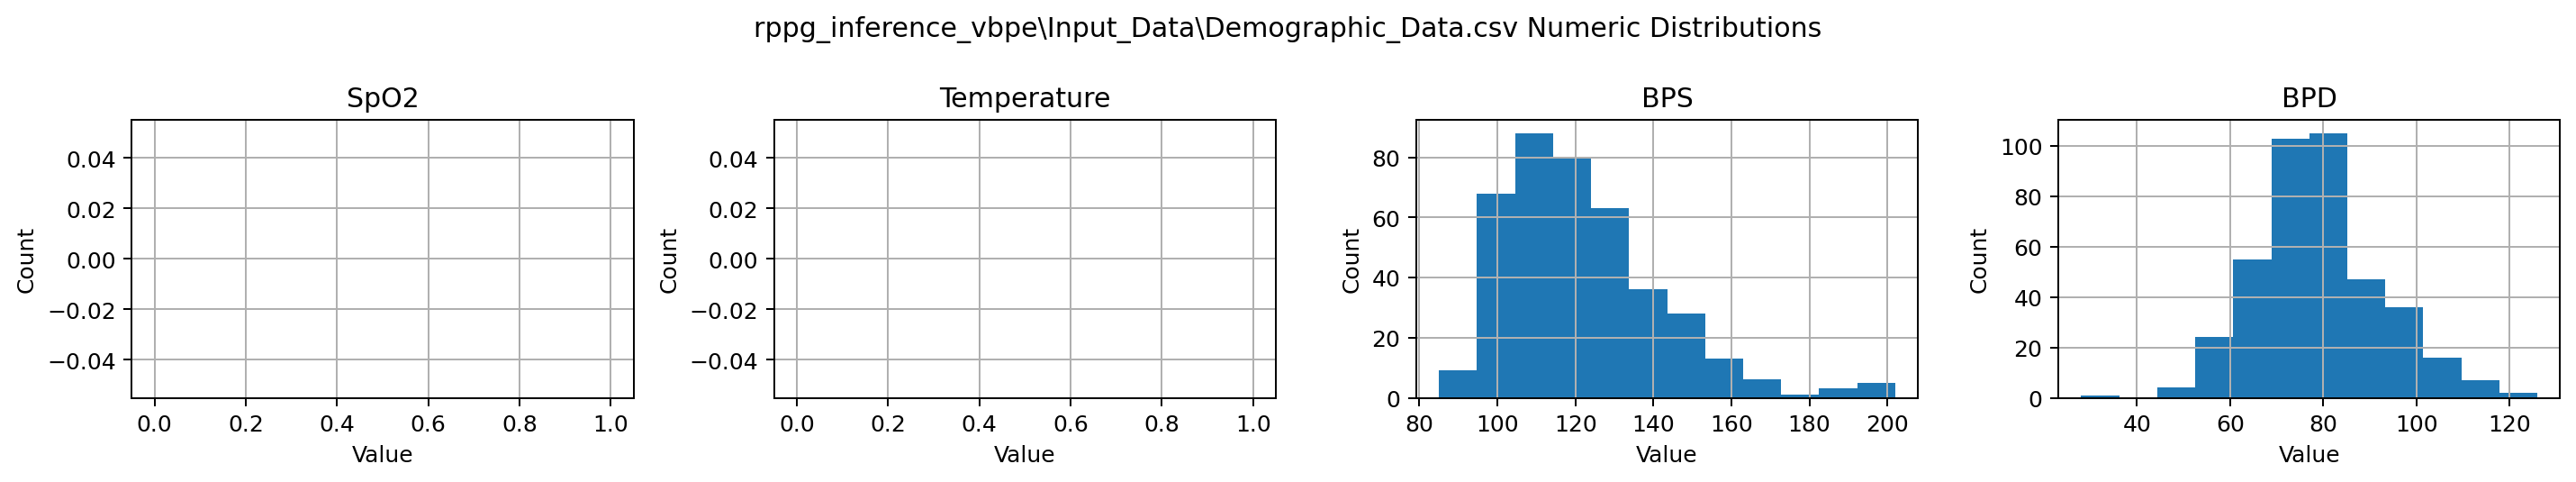 rppg_inference_vbpe\Input_Data\Demographic_Data.csv Numeric Distributions
SpO2
Count
0.04
0.02
0.00
−0.02
−0.04
0.0 0.2 0.4 0.6 0.8 1.0
Value
Temperature
Count
0.04
0.02
0.00
−0.02
−0.04
0.0 0.2 0.4 0.6 0.8 1.0
Value
BPS
Count
80
60
40
20
0
80 100 120 140 160 180 200
Value
BPD
Count
100
80
60
40
20
0
40 60 80 100 120
Value